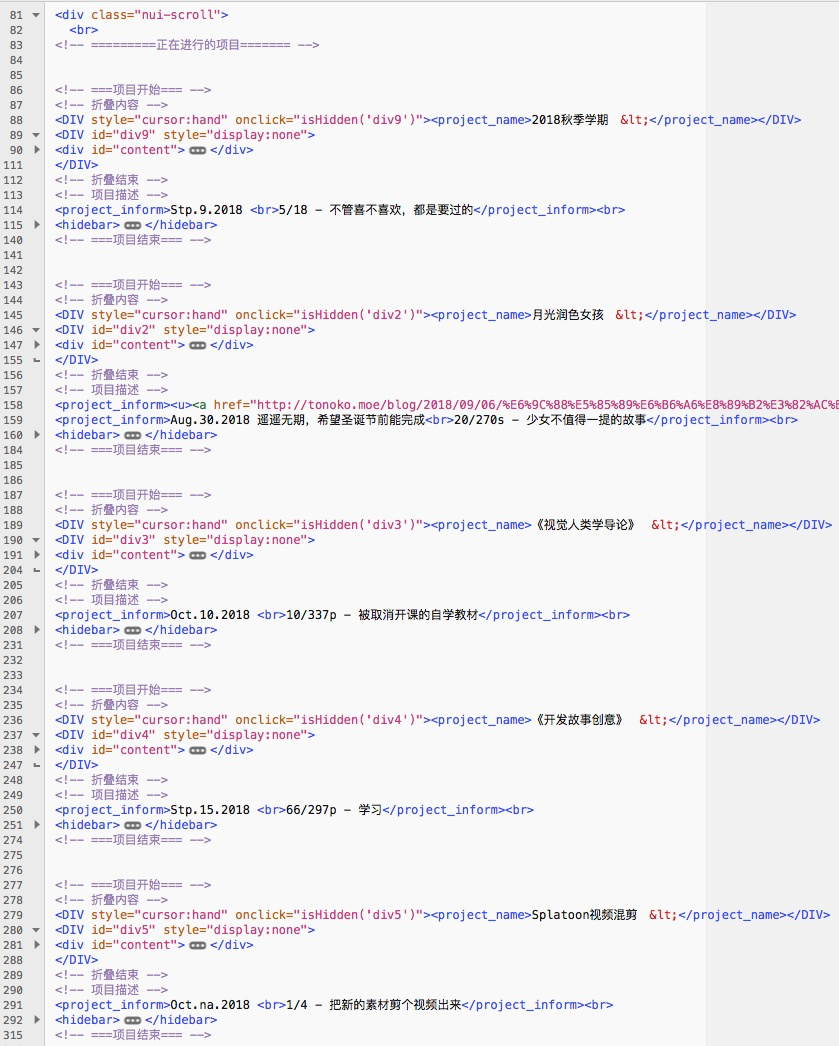 81 <div class="nui-scroll">
82 <br>
83 <!-- =========正在进行的项目======= -->
84
85
86 <!-- ===项目开始=== -->
87 <!-- 折叠内容 -->
88 <DIV style="cursor:hand" onclick="isHidden('div9')"><project_name>2018秋季学期 &lt;</project_name></DIV>
89 <DIV id="div9" style="display:none">
90 <div id="content"> ••• </div>
111 </DIV>
112 <!-- 折叠结束 -->
113 <!-- 项目描述 -->
114 <project_inform>Stp.9.2018 <br>5/18 - 不管喜不喜欢，都是要过的</project_inform><br>
115 <hidebar> ••• </hidebar>
140 <!-- ===项目结束=== -->
141
142
143 <!-- ===项目开始=== -->
144 <!-- 折叠内容 -->
145 <DIV style="cursor:hand" onclick="isHidden('div2')"><project_name>月光润色女孩 &lt;</project_name></DIV>
146 <DIV id="div2" style="display:none">
147 <div id="content"> ••• </div>
155 </DIV>
156 <!-- 折叠结束 -->
157 <!-- 项目描述 -->
158 <project_inform><u><a href="http://tonoko.moe/blog/2018/09/06/%E6%9C%88%E5%85%89%E6%B6%A6%E8%89%B2%E3%82%AC%E
159 <project_inform>Aug.30.2018 遥遥无期，希望圣诞节前能完成<br>20/270s - 少女不值得一提的故事</project_inform><br>
160 <hidebar> ••• </hidebar>
184 <!-- ===项目结束=== -->
185
186
187 <!-- ===项目开始=== -->
188 <!-- 折叠内容 -->
189 <DIV style="cursor:hand" onclick="isHidden('div3')"><project_name>《视觉人类学导论》 &lt;</project_name></DIV>
190 <DIV id="div3" style="display:none">
191 <div id="content"> ••• </div>
204 </DIV>
205 <!-- 折叠结束 -->
206 <!-- 项目描述 -->
207 <project_inform>Oct.10.2018 <br>10/337p - 被取消开课的自学教材</project_inform><br>
208 <hidebar> ••• </hidebar>
231 <!-- ===项目结束=== -->
232
233
234 <!-- ===项目开始=== -->
235 <!-- 折叠内容 -->
236 <DIV style="cursor:hand" onclick="isHidden('div4')"><project_name>《开发故事创意》 &lt;</project_name></DIV>
237 <DIV id="div4" style="display:none">
238 <div id="content"> ••• </div>
247 </DIV>
248 <!-- 折叠结束 -->
249 <!-- 项目描述 -->
250 <project_inform>Stp.15.2018 <br>66/297p - 学习</project_inform><br>
251 <hidebar> ••• </hidebar>
274 <!-- ===项目结束=== -->
275
276
277 <!-- ===项目开始=== -->
278 <!-- 折叠内容 -->
279 <DIV style="cursor:hand" onclick="isHidden('div5')"><project_name>Splatoon视频混剪 &lt;</project_name></DIV>
280 <DIV id="div5" style="display:none">
281 <div id="content"> ••• </div>
288 </DIV>
289 <!-- 折叠结束 -->
290 <!-- 项目描述 -->
291 <project_inform>Oct.na.2018 <br>1/4 - 把新的素材剪个视频出来</project_inform><br>
292 <hidebar> ••• </hidebar>
315 <!-- ===项目结束=== -->